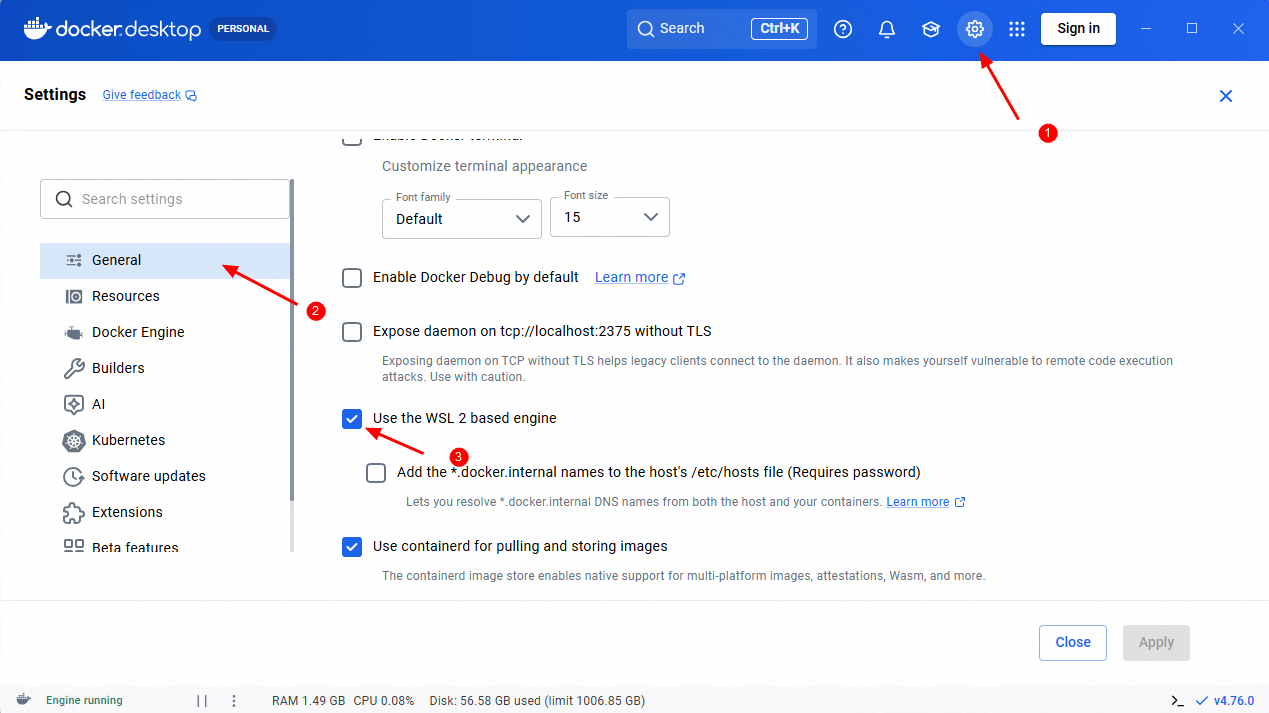 docker.desktop PERSONAL Search Ctrl+K Sign in
Settings Give feedback
1
Enable Docker terminal
Customize terminal appearance
Search settings
Font family Font size
Default 15
General
Enable Docker Debug by default Learn more
Resources
2
Docker Engine
Expose daemon on tcp://localhost:2375 without TLS
Exposing daemon on TCP without TLS helps legacy clients connect to the daemon. It also makes yourself vulnerable to remote code execution
attacks. Use with caution.
Builders
AI
Use the WSL 2 based engine
Kubernetes
3
Add the *.docker.internal names to the host's /etc/hosts file (Requires password)
Software updates
Lets you resolve *.docker.internal DNS names from both the host and your containers. Learn more
Extensions
Beta features
Use containerd for pulling and storing images
The containerd image store enables native support for multi-platform images, attestations, Wasm, and more.
Close Apply
Engine running RAM 1.49 GB CPU 0.08% Disk: 56.58 GB used (limit 1006.85 GB) v4.76.0